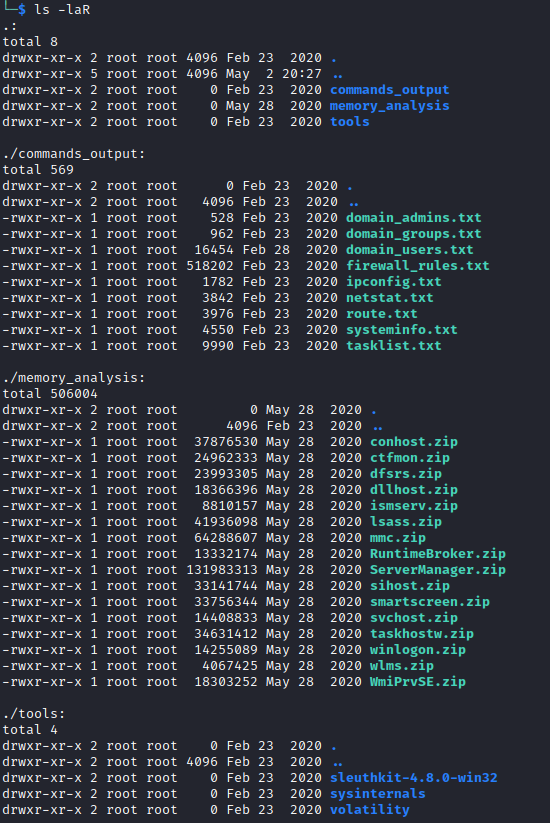 └─$ ls -laR
.:
total 8
drwxr-xr-x 2 root root 4096 Feb 23  2020 .
drwxr-xr-x 5 root root 4096 May  2 20:27 ..
drwxr-xr-x 2 root root    0 Feb 23  2020 commands_output
drwxr-xr-x 2 root root    0 May 28  2020 memory_analysis
drwxr-xr-x 2 root root    0 Feb 23  2020 tools

./commands_output:
total 569
drwxr-xr-x 2 root root      0 Feb 23  2020 .
drwxr-xr-x 2 root root   4096 Feb 23  2020 ..
-rwxr-xr-x 1 root root    528 Feb 23  2020 domain_admins.txt
-rwxr-xr-x 1 root root    962 Feb 23  2020 domain_groups.txt
-rwxr-xr-x 1 root root  16454 Feb 28  2020 domain_users.txt
-rwxr-xr-x 1 root root 518202 Feb 23  2020 firewall_rules.txt
-rwxr-xr-x 1 root root   1782 Feb 23  2020 ipconfig.txt
-rwxr-xr-x 1 root root   3842 Feb 23  2020 netstat.txt
-rwxr-xr-x 1 root root   3976 Feb 23  2020 route.txt
-rwxr-xr-x 1 root root   4550 Feb 23  2020 systeminfo.txt
-rwxr-xr-x 1 root root   9990 Feb 23  2020 tasklist.txt

./memory_analysis:
total 506004
drwxr-xr-x 2 root root         0 May 28  2020 .
drwxr-xr-x 2 root root      4096 Feb 23  2020 ..
-rwxr-xr-x 1 root root  37876530 May 28  2020 conhost.zip
-rwxr-xr-x 1 root root  24962333 May 28  2020 ctfmon.zip
-rwxr-xr-x 1 root root  23993305 May 28  2020 dfsrs.zip
-rwxr-xr-x 1 root root  18366396 May 28  2020 dllhost.zip
-rwxr-xr-x 1 root root   8810157 May 28  2020 ismserv.zip
-rwxr-xr-x 1 root root  41936098 May 28  2020 lsass.zip
-rwxr-xr-x 1 root root  64288607 May 28  2020 mmc.zip
-rwxr-xr-x 1 root root  13332174 May 28  2020 RuntimeBroker.zip
-rwxr-xr-x 1 root root 131983313 May 28  2020 ServerManager.zip
-rwxr-xr-x 1 root root  33141744 May 28  2020 sihost.zip
-rwxr-xr-x 1 root root  33756344 May 28  2020 smartscreen.zip
-rwxr-xr-x 1 root root  14408833 May 28  2020 svchost.zip
-rwxr-xr-x 1 root root  34631412 May 28  2020 taskhostw.zip
-rwxr-xr-x 1 root root  14255089 May 28  2020 winlogon.zip
-rwxr-xr-x 1 root root   4067425 May 28  2020 wlms.zip
-rwxr-xr-x 1 root root  18303252 May 28  2020 WmiPrvSE.zip

./tools:
total 4
drwxr-xr-x 2 root root    0 Feb 23  2020 .
drwxr-xr-x 2 root root 4096 Feb 23  2020 ..
drwxr-xr-x 2 root root    0 Feb 23  2020 sleuthkit-4.8.0-win32
drwxr-xr-x 2 root root    0 Feb 23  2020 sysinternals
drwxr-xr-x 2 root root    0 Feb 23  2020 volatility